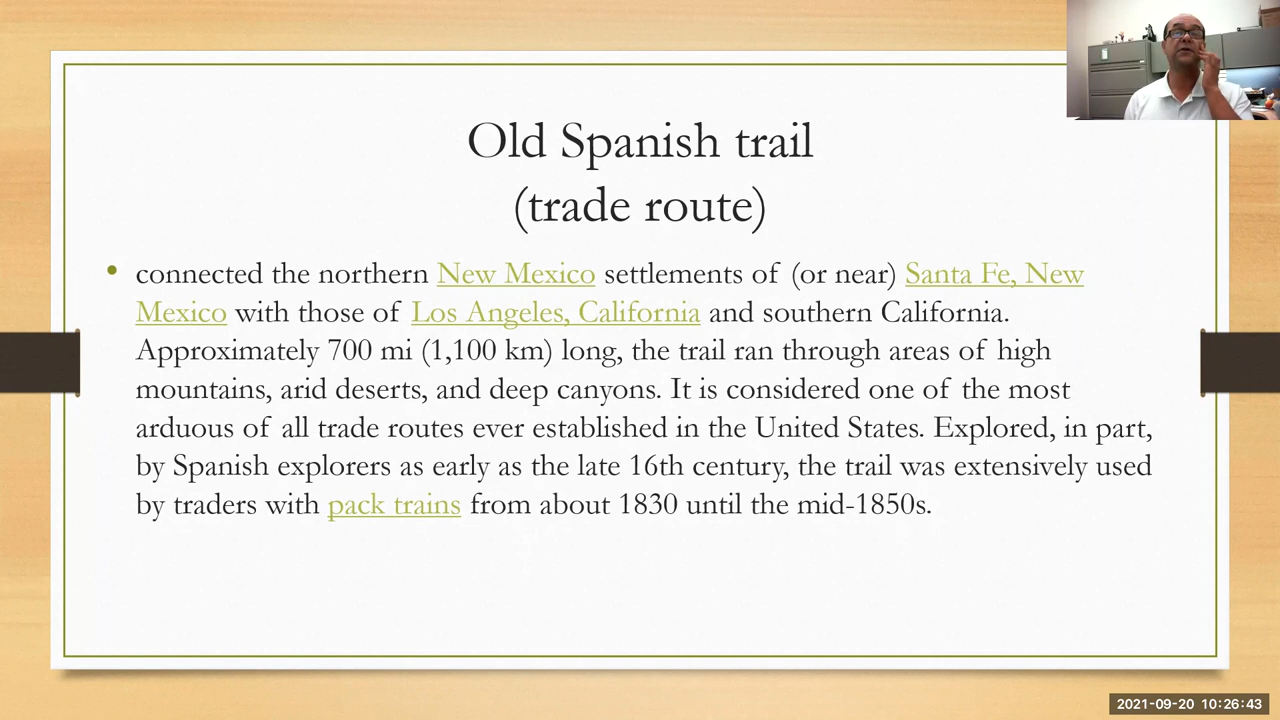 Old Spanish trail
(trade route)
• connected the northern New Mexico settlements of (or near) Santa Fe, New
Mexico with those of Los Angeles, California and southern California.
Approximately 700 mi (1,100 km) long, the trail ran through areas of high
mountains, arid deserts, and deep canyons. It is considered one of the most
arduous of all trade routes ever established in the United States. Explored, in part,
by Spanish explorers as early as the late 16th century, the trail was extensively used
by traders with pack trains from about 1830 until the mid-1850s.
2021-09-20 10:26:43